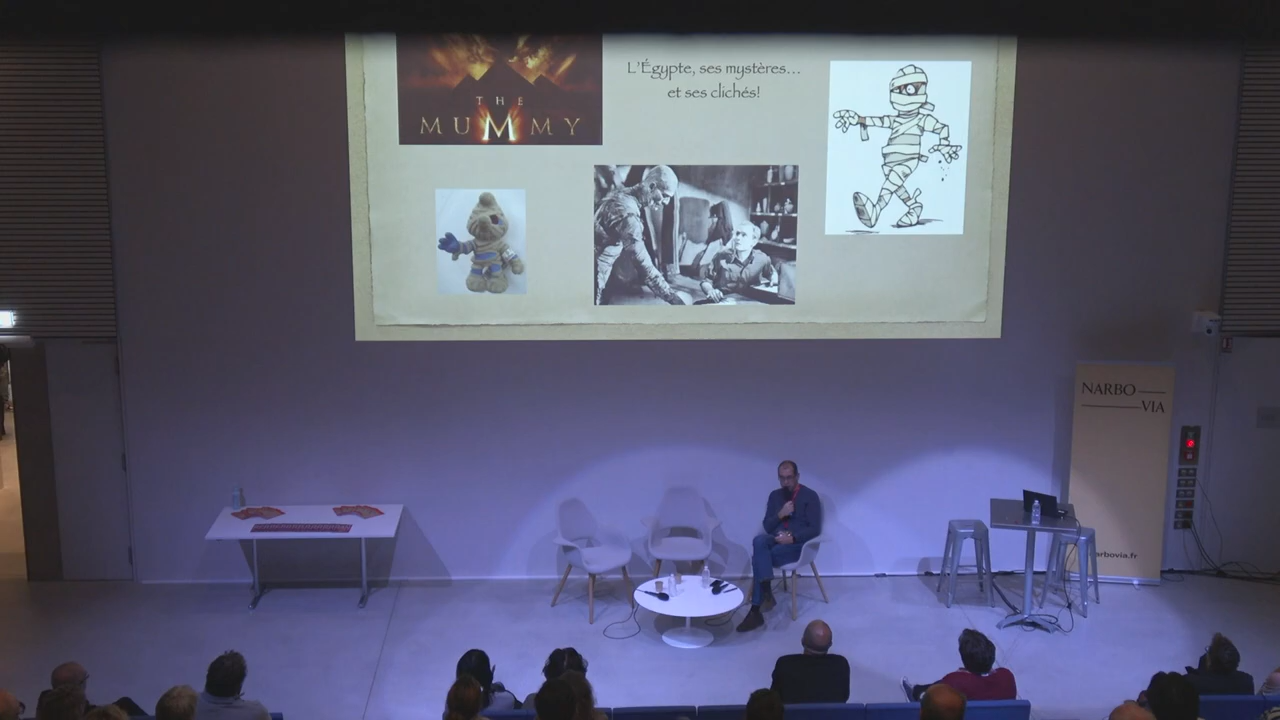 THE
MUMMY
L'Égypte, ses mystères...
et ses clichés!
NARBO
VIA
narbovia.fr